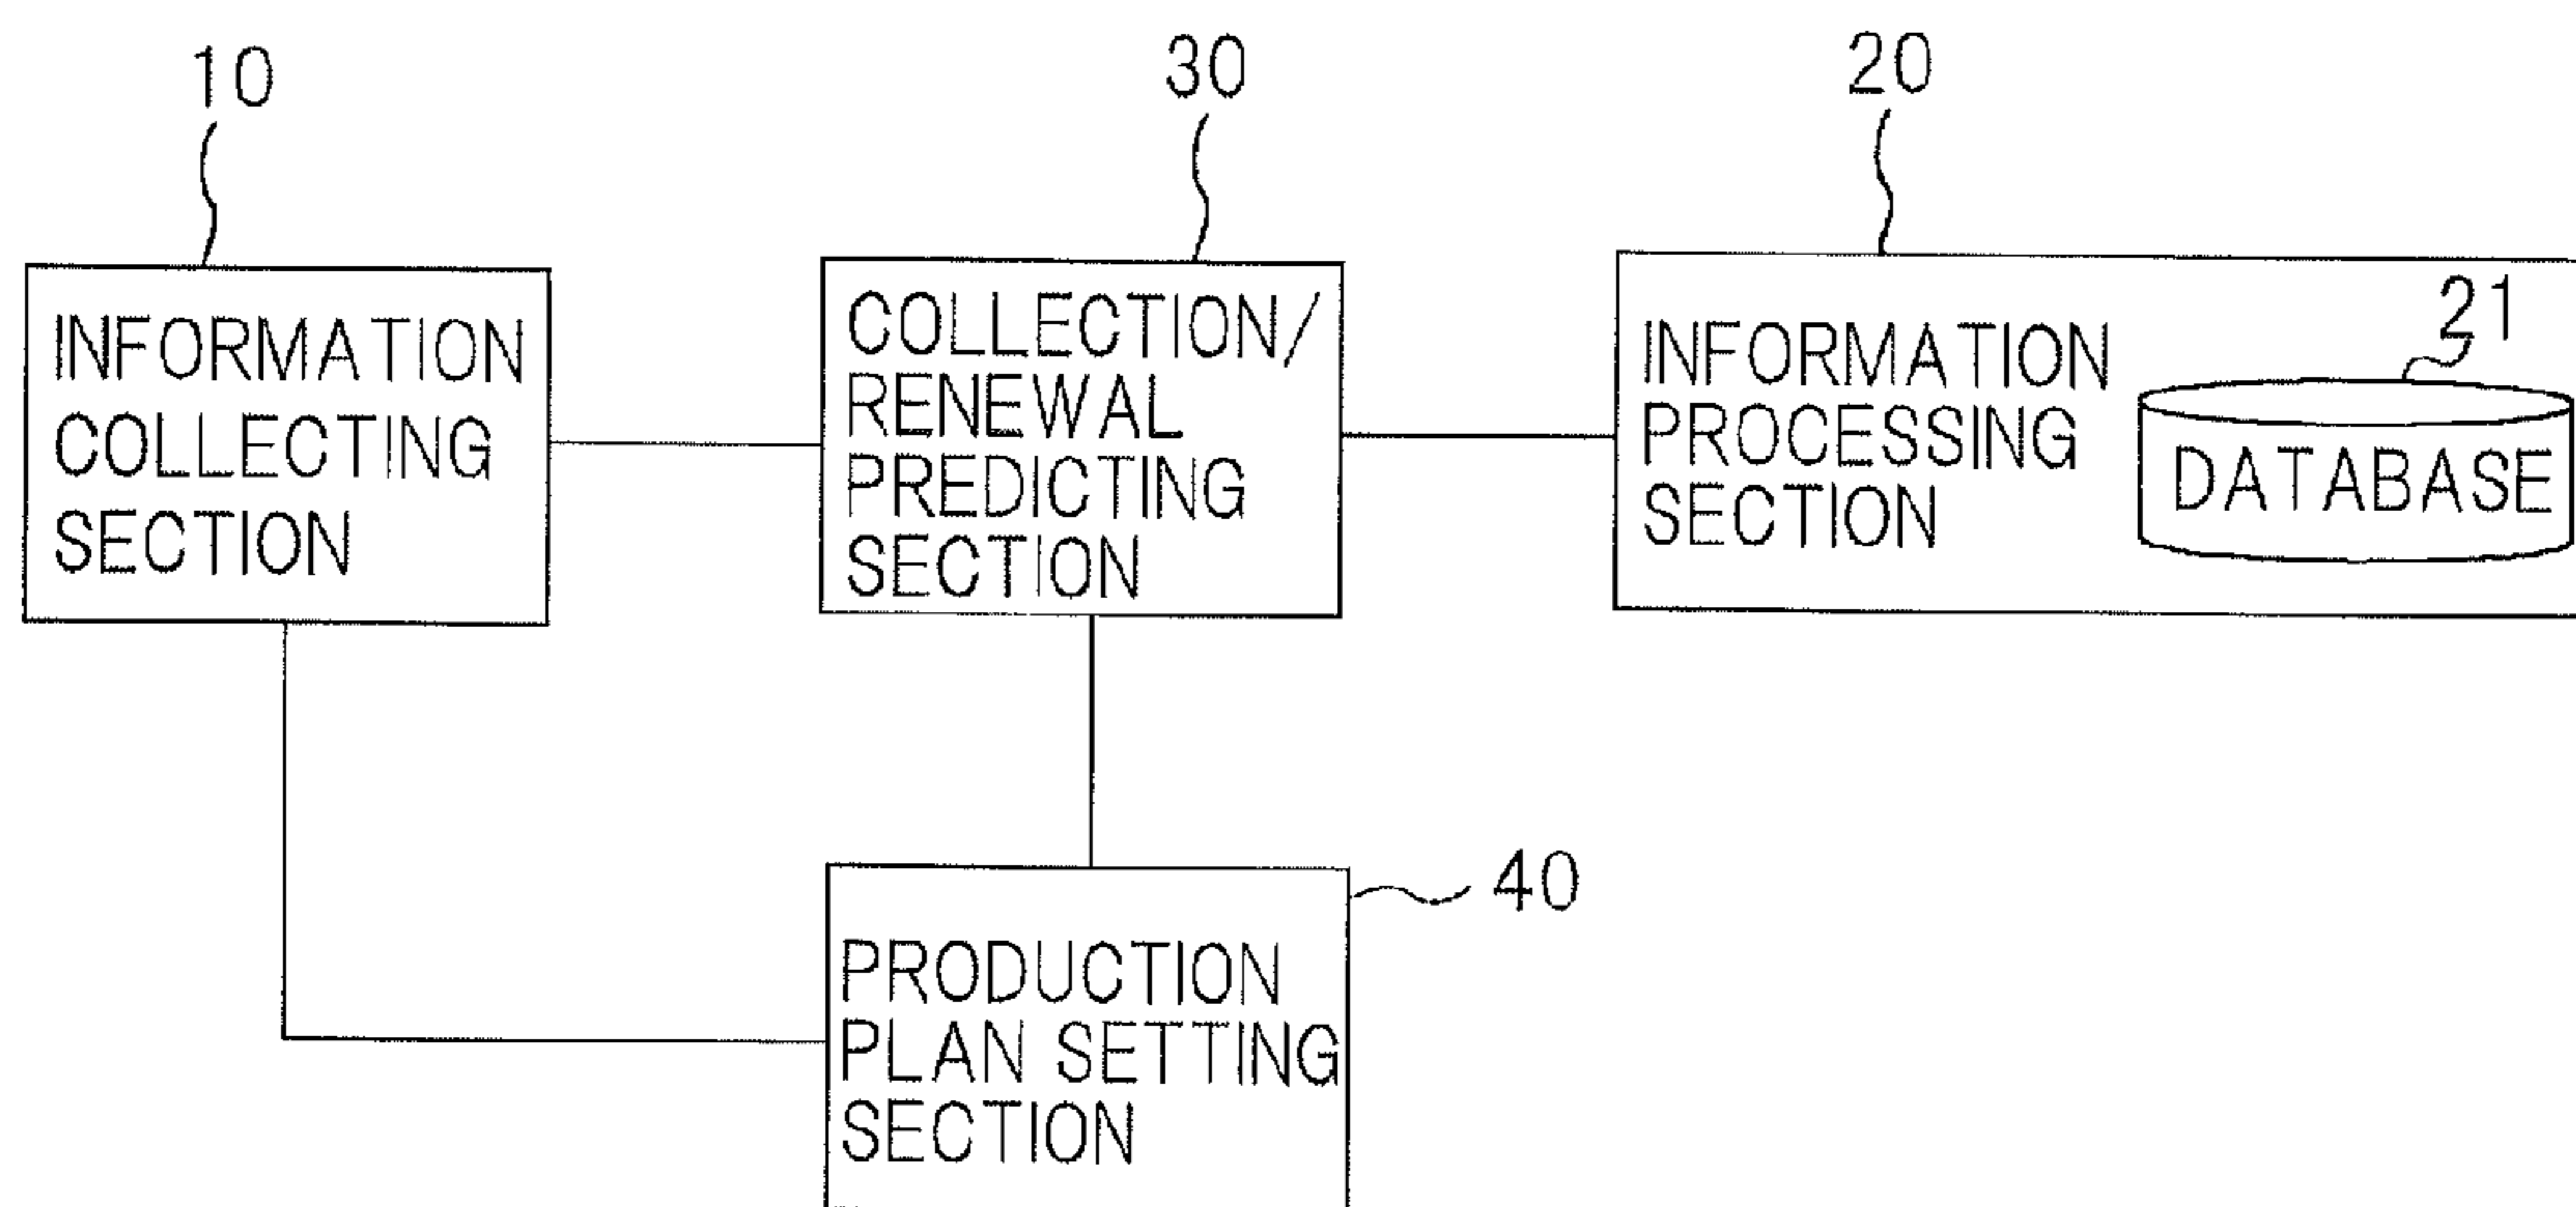 10
30
20
INFORMATION
COLLECTING
SECTION
COLLECTION/
RENEWAL
PREDICTING
SECTION
INFORMATION
PROCESSING
SECTION
21
DATABASE
40
PRODUCTION
PLAN SETTING
SECTION